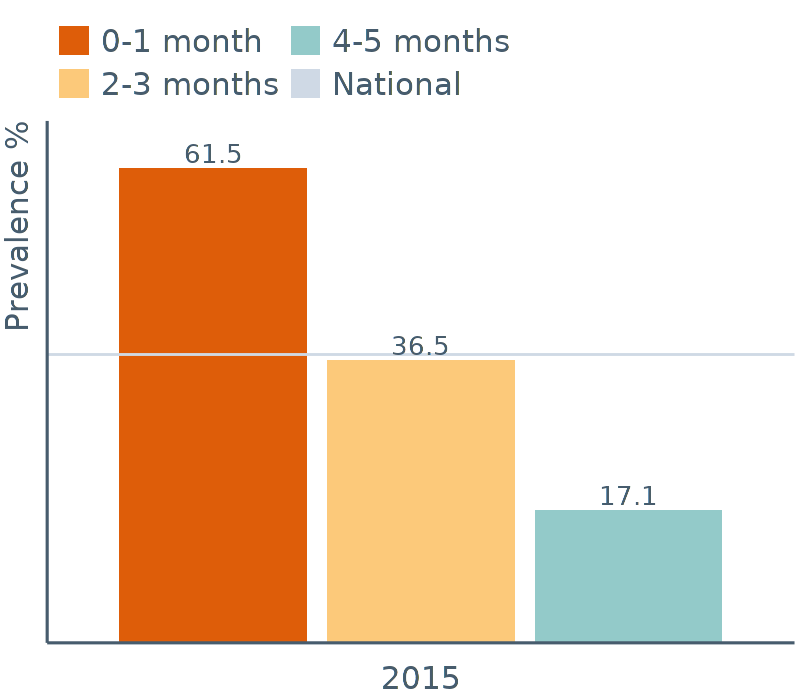 0-1 month
4-5 months
2-3 months
National
Prevalence %
61.5
36.5
17.1
2015